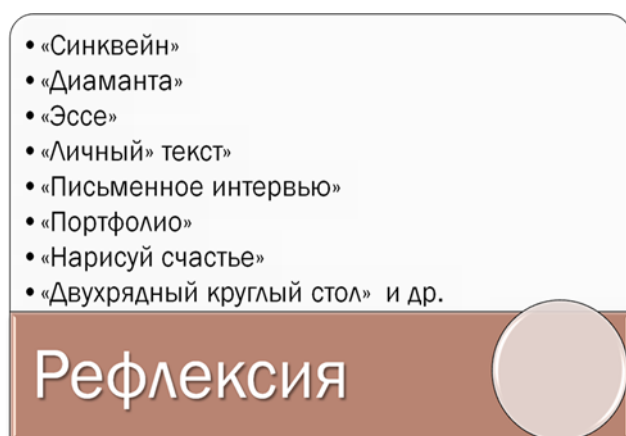 • «Синквейн»
• «Диаманта»
• «Эссе»
• «Личный» текст»
• «Письменное интервью»
• «Портфолио»
• «Нарисуй счастье»
• «Двухрядный круглый стол» и др.
Рефлексия